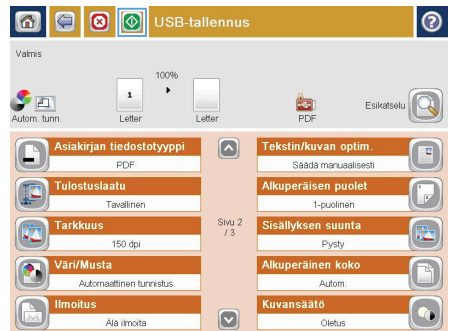 USB-tallennus
?
Valmis
100%
1
Autom. tunn.
Letter
Letter
PDF
Esikatselu
Asiakirjan tiedostotyyppi
PDF
Tekstin/kuvan optim.
Säädä manuaalisesti
Tulostuslaatu
Tavallinen
Alkuperäisen puolet
1-puolinen
Tarkkuus
150 dpi
Sivu 2
/ 3
Sisällyksen suunta
Pysty
Väri/Musta
Automaattinen tunnistus
Alkuperäinen koko
Autom.
Ilmoitus
Älä ilmoita
Kuvansäätö
Oletus